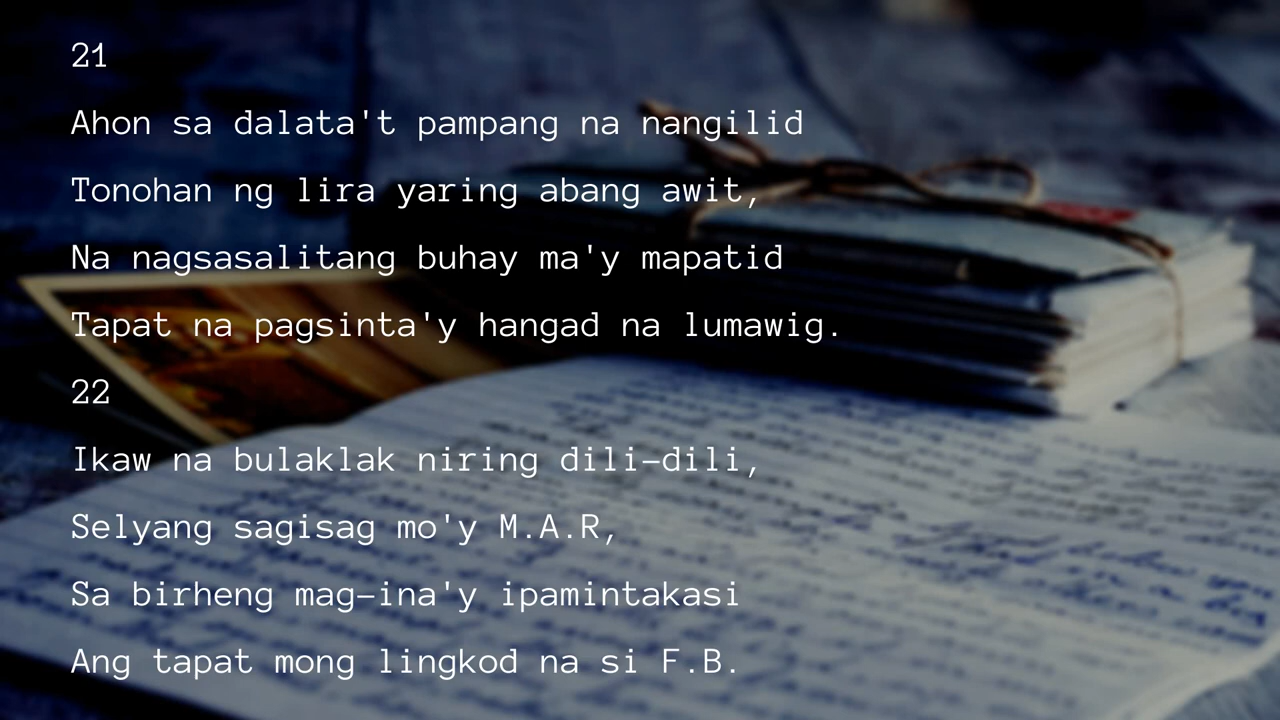 21
Ahon sa dalata't pampang na nangilid
Tonohan ng lira yaring abang awit,
Na nagsasalitang buhay ma'y mapatid
Tapat na pagsinta'y hangad na lumawig.
22
Ikaw na bulaklak niring dili-dili,
Selyang sagisag mo'y M.A.R,
Sa birheng mag-ina'y ipamintakasi
Ang tapat mong lingkod na si F.B.